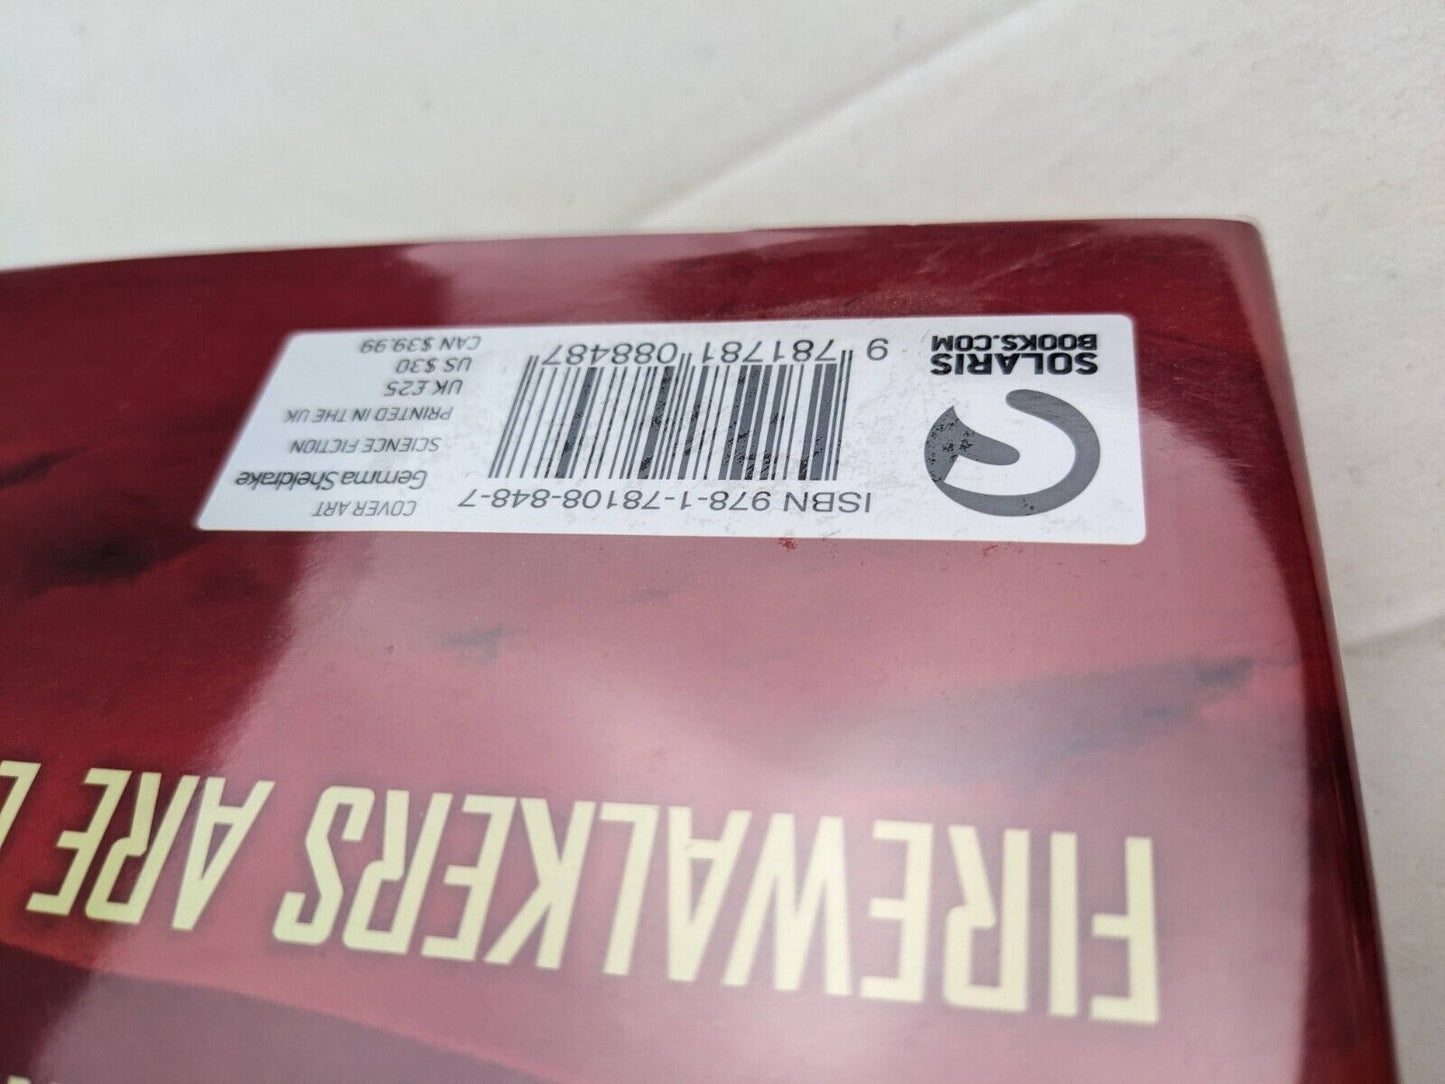 FIREWALKERS ARE
COVER ART
Gemma Sheldrake
SCIENCE FICTION
PRINTED IN THE UK
UK £25
US $30
CAN $39.99
ISBN 978-1-78108-848-7
9 781781 088487
SOLARIS
BOOKS.COM